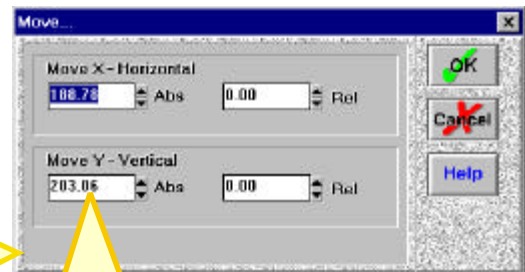 Move...
Move X - Horizontal
188.78 Abs 0.00 Rel
OK
Cancel
Move Y - Vertical
203.06 Abs 0.00 Rel
Help